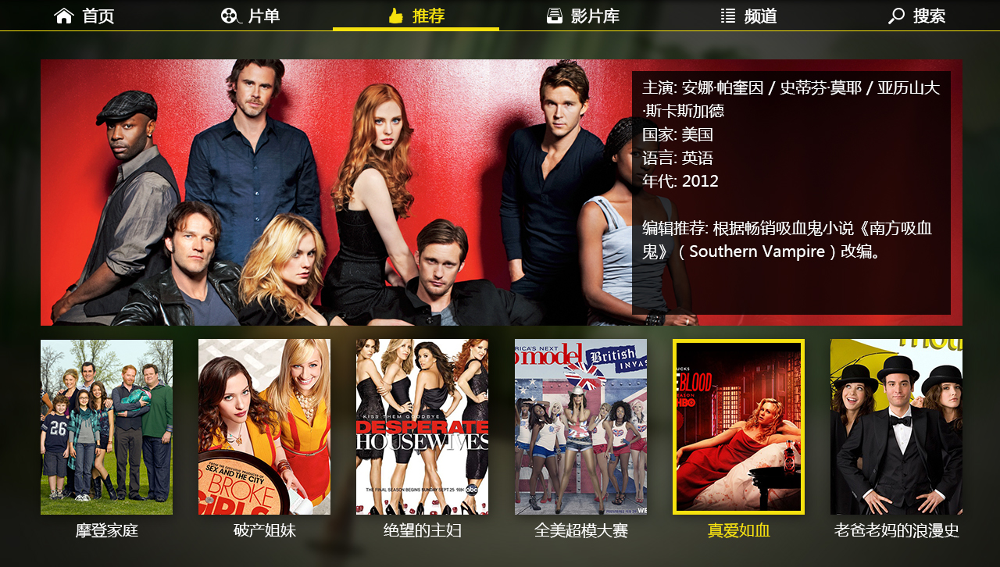 首页
片单
推荐
影片库
频道
搜索
主演: 安娜·帕奎因 / 史蒂芬·莫耶 / 亚历山大
·斯卡斯加德
国家: 美国
语言: 英语
年代: 2012
编辑推荐: 根据畅销吸血鬼小说《南方吸血
鬼》（Southern Vampire）改编。
26
FROM THE EXECUTIVE PRODUCER OF
SEX AND THE CITY
BROKE
GIRLS
KISS THEM GOODBYE
DESPERATE
HOUSEWIVES
THE FINAL SEASON BEGINS SUNDAY SEPT 25 9|8c
abc
RICA'S NEXT
model
British
INVAS
BLOOD
HBO
摩登家庭
破产姐妹
绝望的主妇
全美超模大赛
真爱如血
老爸老妈的浪漫史